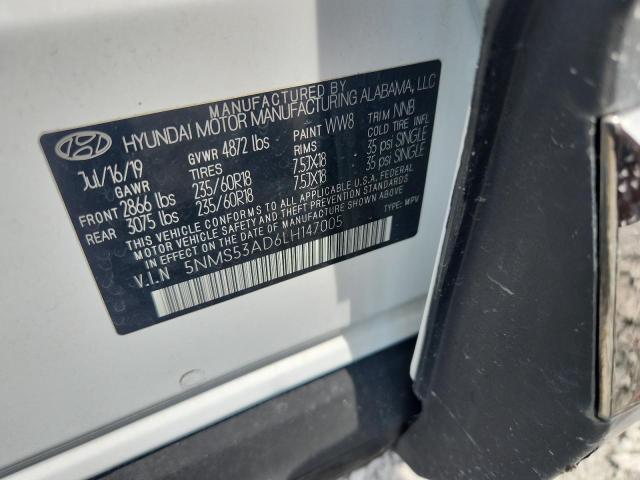 MANUFACTURED BY
HYUNDAI MOTOR MANUFACTURING ALABAMA, LLC
Jul/16/19 GVWR 4872 lbs PAINT WW8 TRIM NNB
GAWR TIRES RIMS COLD TIRE INFL.
FRONT 2866 lbs 235/60R18 7.5JX18 35 psi SINGLE
REAR 3075 lbs 235/60R18 7.5JX18 35 psi SINGLE
THIS VEHICLE CONFORMS TO ALL APPLICABLE U.S.A. FEDERAL
MOTOR VEHICLE SAFETY AND THEFT PREVENTION STANDARDS
IN EFFECT ON THE DATE OF MANUFACTURE SHOWN ABOVE.
V.I.N 5NMS53AD6LH147005 TYPE: MPV